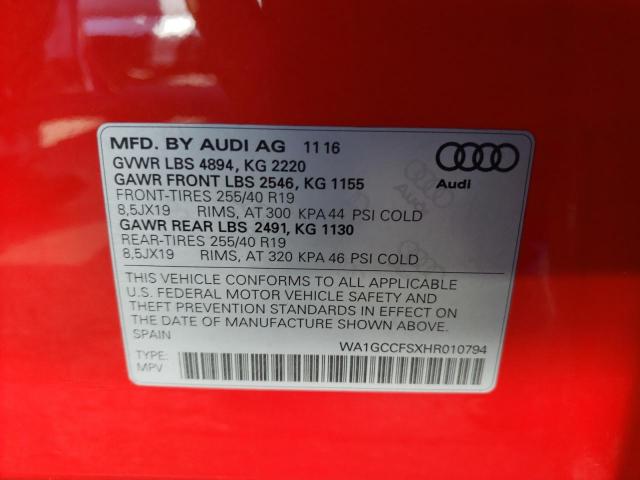 MFD. BY AUDI AG 11 16
GVWR LBS 4894, KG 2220
GAWR FRONT LBS 2546, KG 1155
FRONT-TIRES 255/40 R19
8,5JX19 RIMS, AT 300 KPA 44 PSI COLD
GAWR REAR LBS 2491, KG 1130
REAR-TIRES 255/40 R19
8,5JX19 RIMS, AT 320 KPA 46 PSI COLD
Audi
THIS VEHICLE CONFORMS TO ALL APPLICABLE
U.S. FEDERAL MOTOR VEHICLE SAFETY AND
THEFT PREVENTION STANDARDS IN EFFECT ON
THE DATE OF MANUFACTURE SHOWN ABOVE.
SPAIN
WA1GCCFSXHR010794
TYPE:
MPV